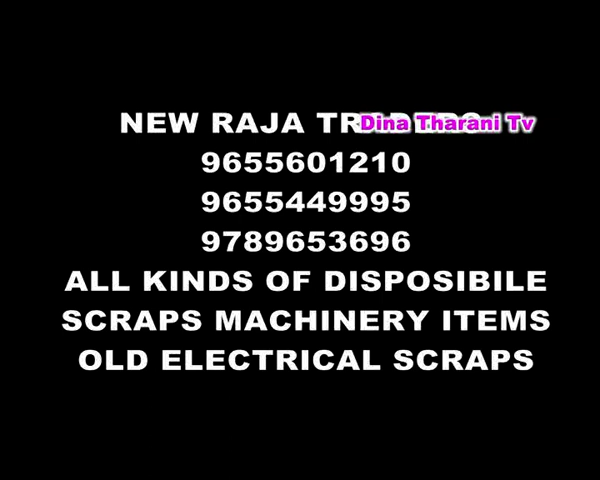 NEW RAJA
Dina Tharani Tv
9655601210
9655449995
9789653696
ALL KINDS OF DISPOSIBILE
SCRAPS MACHINERY ITEMS
OLD ELECTRICAL SCRAPS